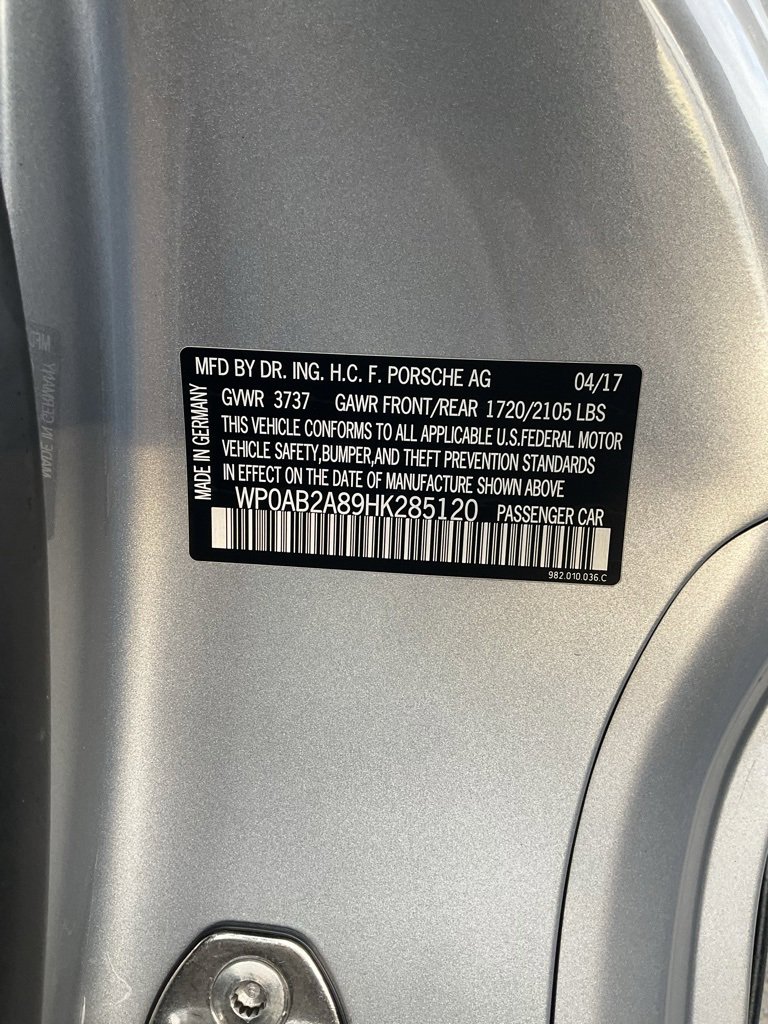 MFD BY DR. ING. H.C. F. PORSCHE AG 04/17
MADE IN GERMANY
GVWR 3737 GAWR FRONT/REAR 1720/2105 LBS
THIS VEHICLE CONFORMS TO ALL APPLICABLE U.S.FEDERAL MOTOR
VEHICLE SAFETY,BUMPER,AND THEFT PREVENTION STANDARDS
IN EFFECT ON THE DATE OF MANUFACTURE SHOWN ABOVE
WP0AB2A89HK285120 PASSENGER CAR
982.010.036.C